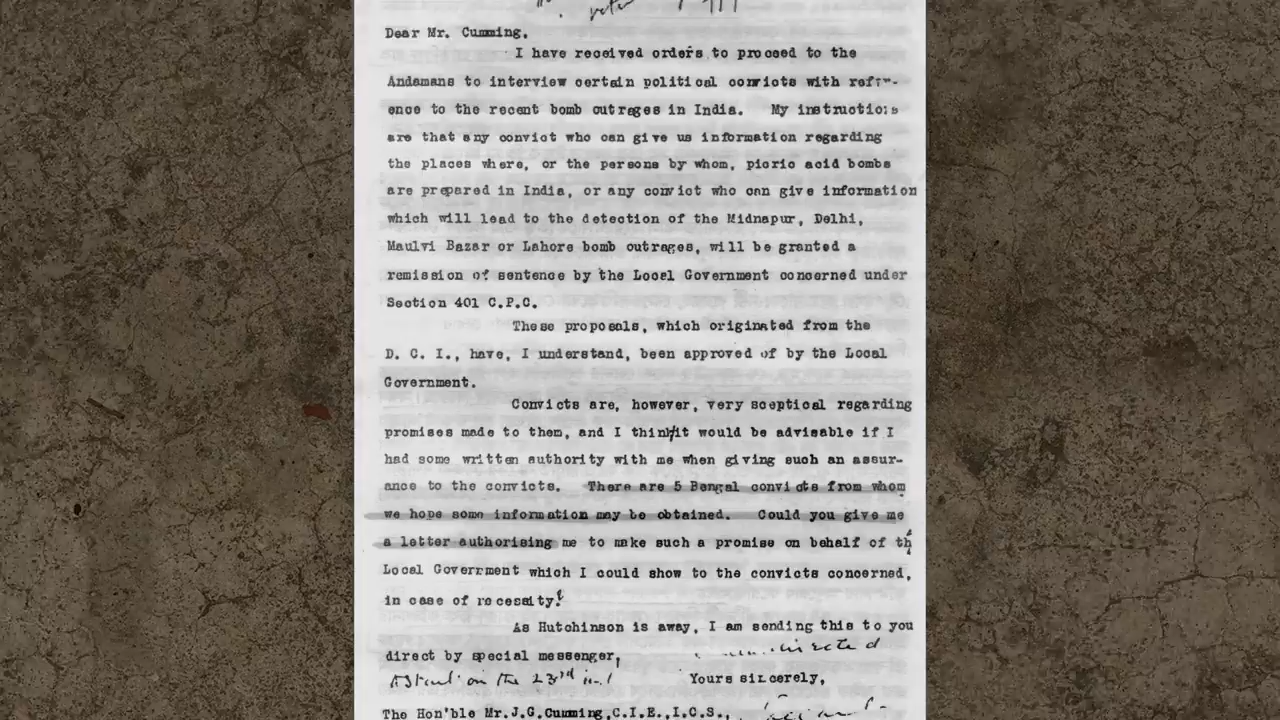 Dear Mr. Cumming.
I have received orders to proceed to the
Andamans to interview certain political convicts with refer-
ence to the recent bomb outrages in India. My instructions
are that any convict who can give us information regarding
the places where, or the persons by whom, picric acid bombs
are prepared in India, or any convict who can give information
which will lead to the detection of the Midnapur, Delhi,
Maulvi Bazar or Lahore bomb outrages, will be granted a
remission of sentence by the Local Government concerned under
Section 401 C.P.C.
These proposals, which originated from the
D. C. I., have, I understand, been approved of by the Local
Government.
Convicts are, however, very sceptical regarding
promises made to them, and I think it would be advisable if I
had some written authority with me when giving such an assur-
ance to the convicts. There are 5 Bengal convicts from whom
we hope some information may be obtained. Could you give me
a letter authorising me to make such a promise on behalf of th
Local Government which I could show to the convicts concerned,
in case of necessity?
As Hutchinson is away, I am sending this to you
direct by special messenger,
on the 23rd
Yours sincerely,
The Hon'ble Mr.J.G.Cumming,C.I.E.,I.C.S.,